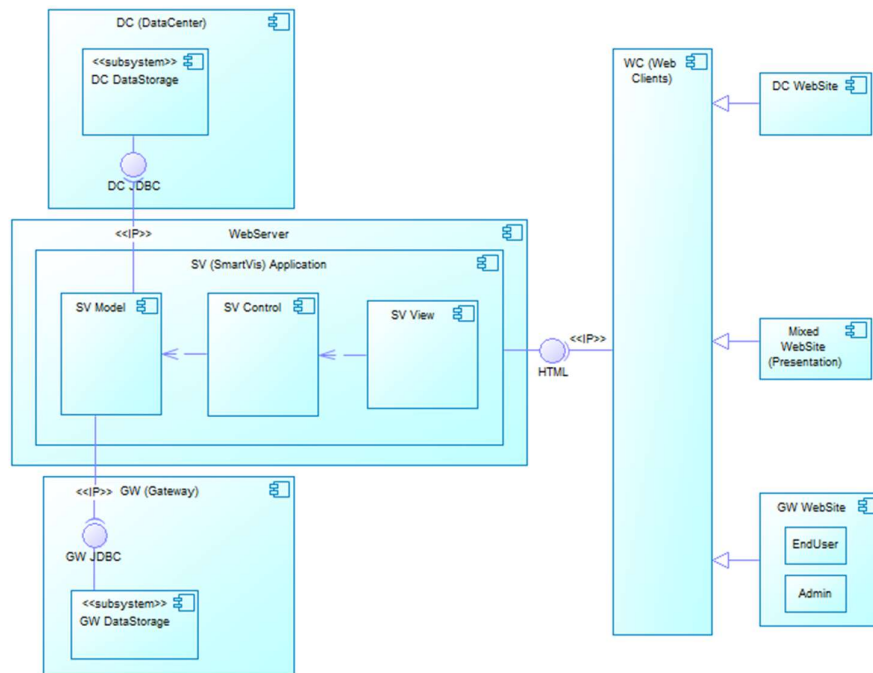 DC (DataCenter)
<<subsystem>>
DC DataStorage
DC JDBC
<<IP>>
WebServer
SV (SmartVis) Application
SV Model
SV Control
SV View
<<IP>>
HTML
<<IP>>
GW (Gateway)
GW JDBC
<<subsystem>>
GW DataStorage
WC (Web
Clients)
DC WebSite
Mixed
WebSite
(Presentation)
GW WebSite
EndUser
Admin